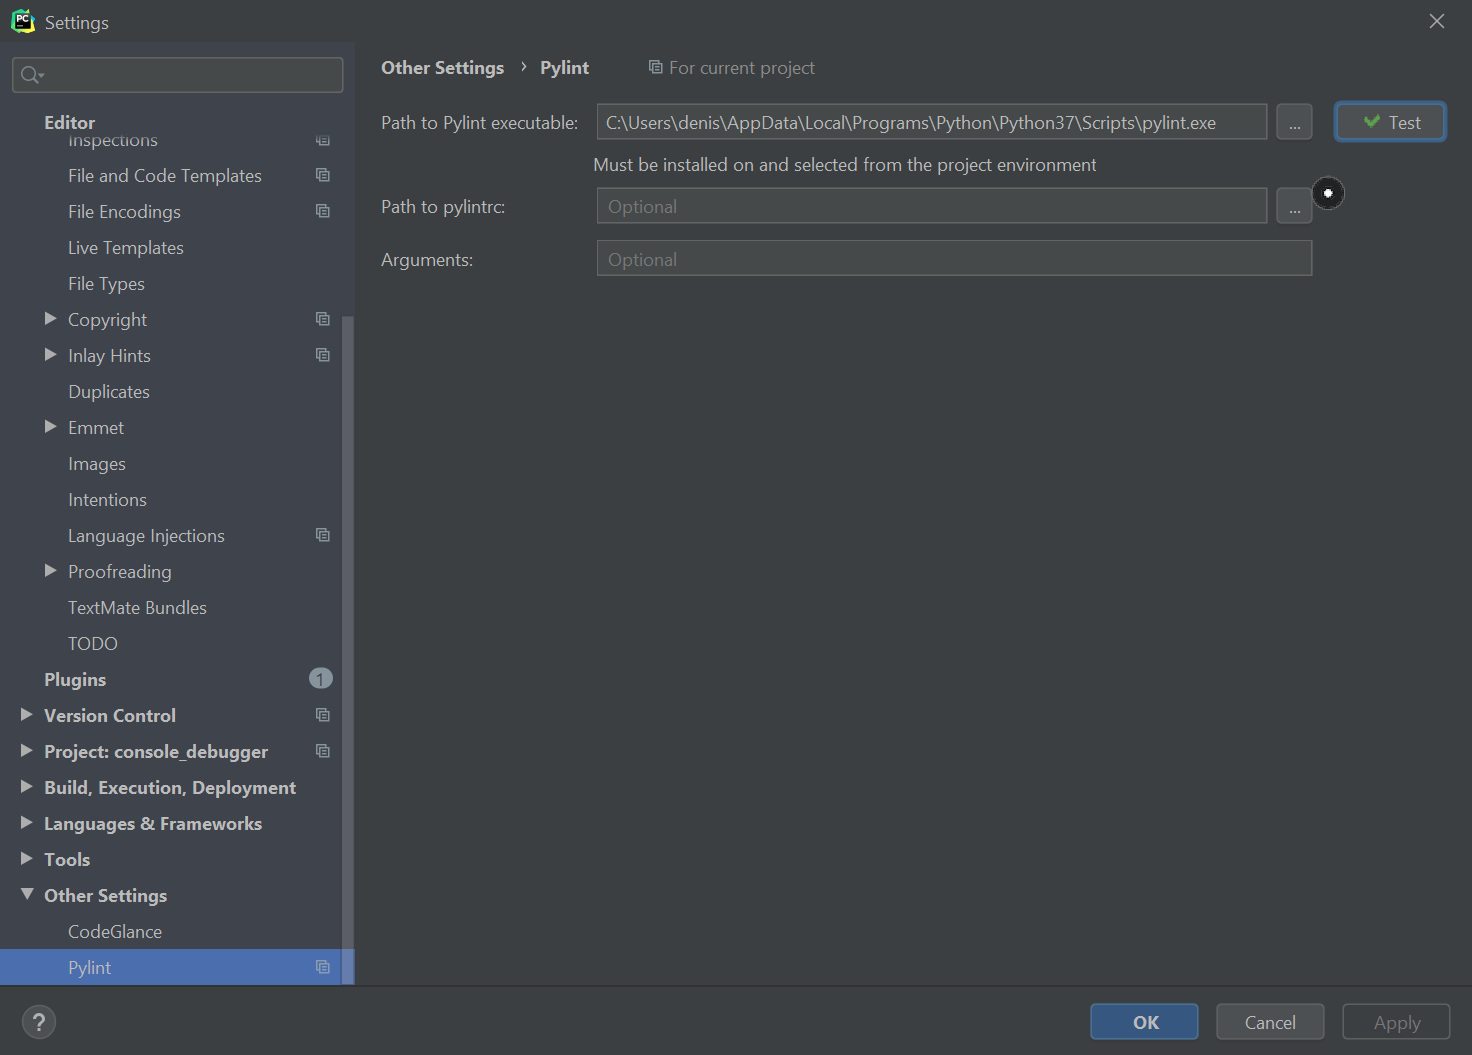 Settings
Other Settings › Pylint
For current project
Path to Pylint executable:
C:\Users\denis\AppData\Local\Programs\Python\Python37\Scripts\pylint.exe
...
Test
Must be installed on and selected from the project environment
Path to pylintrc:
Optional
...
Arguments:
Optional
Editor
Inspections
File and Code Templates
File Encodings
Live Templates
File Types
Copyright
Inlay Hints
Duplicates
Emmet
Images
Intentions
Language Injections
Proofreading
TextMate Bundles
TODO
Plugins
1
Version Control
Project: console_debugger
Build, Execution, Deployment
Languages & Frameworks
Tools
Other Settings
CodeGlance
Pylint
?
OK
Cancel
Apply